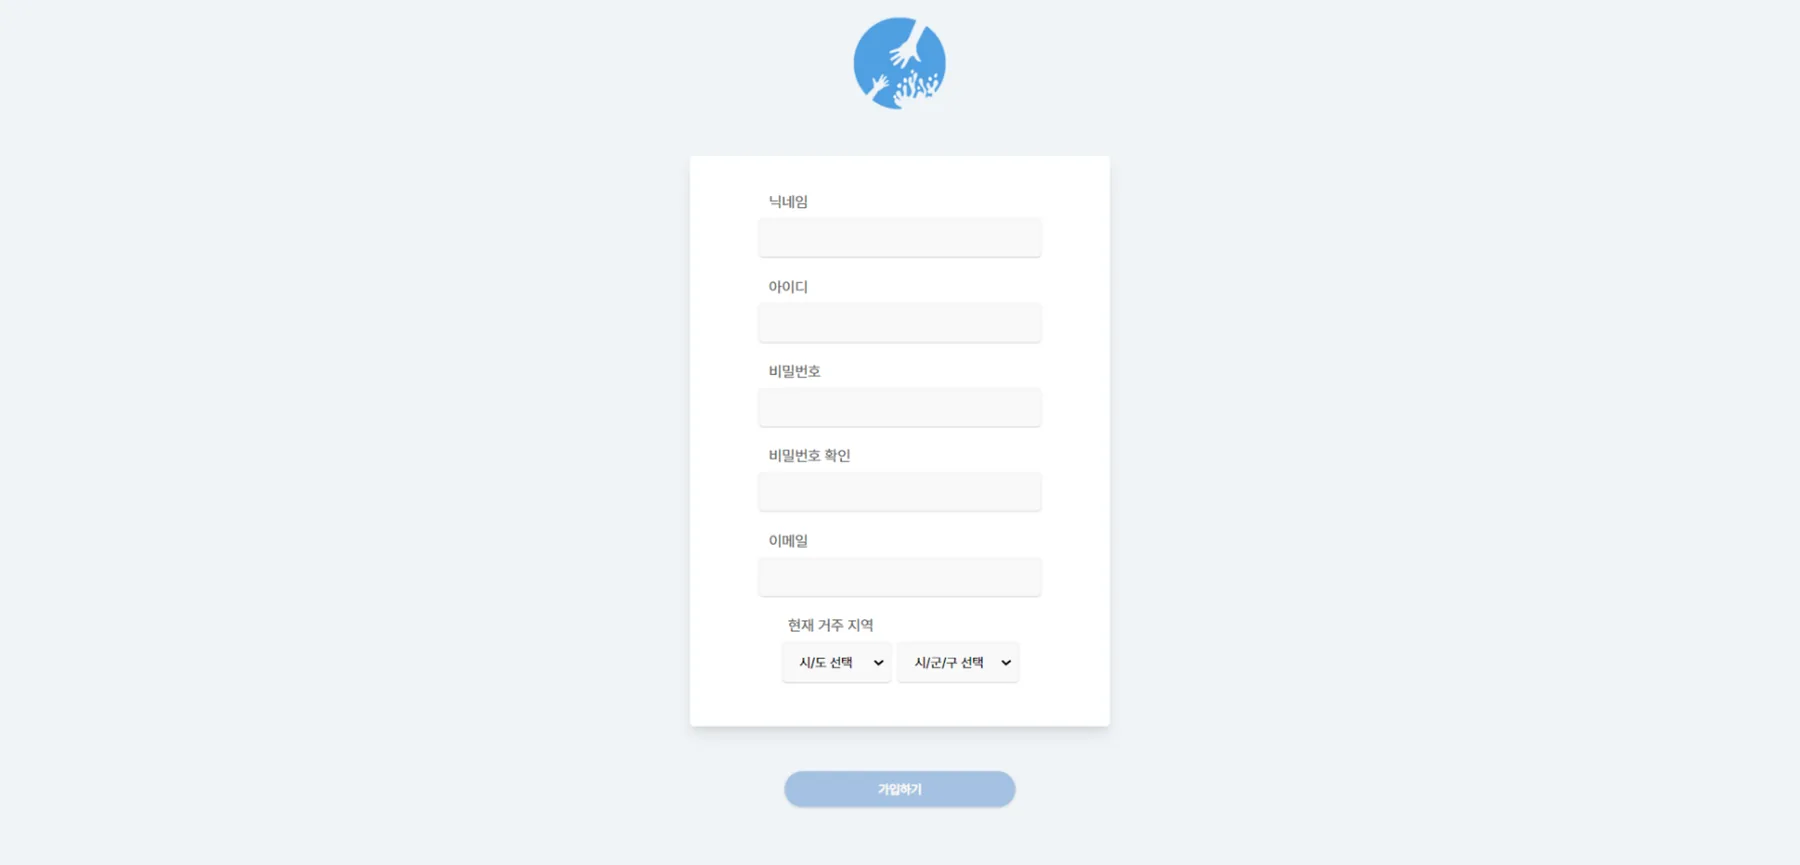 닉네임
아이디
비밀번호
비밀번호 확인
이메일
현재 거주 지역
시/도 선택 시/군/구 선택
가입하기